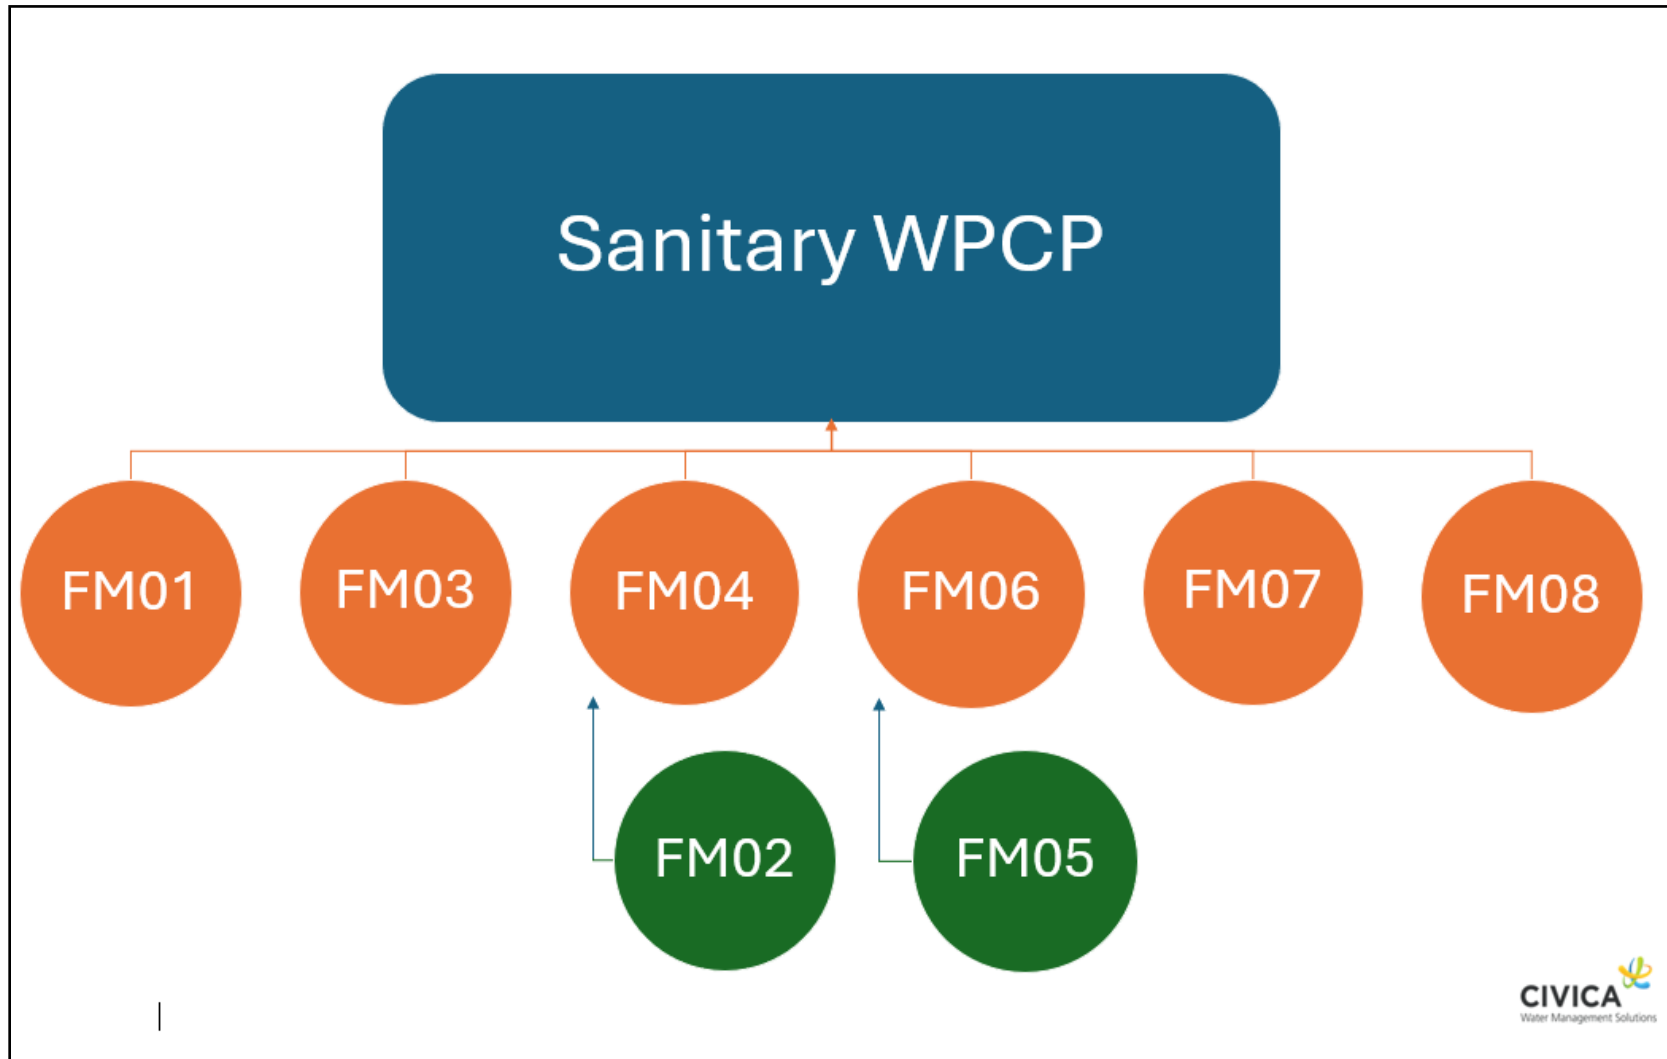 Sanitary WPCP
FM01
FM03
FM04
FM06
FM07
FM08
FM02
FM05
CIVICA
Water Management Solutions